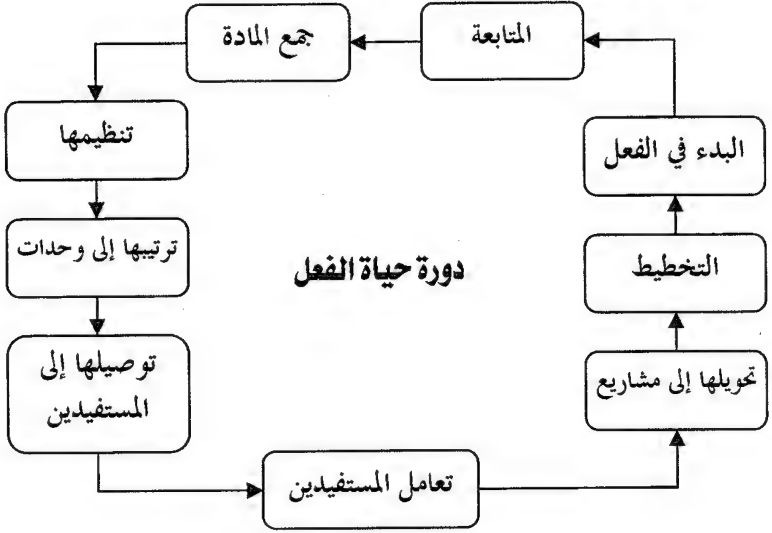 المتابعة
جمع المادة
تنظيمها
البدء في الفعل
ترتيبها إلى وحدات
دورة حياة الفعل
التخطيط
توصيلها إلى
المستفيدين
تحويلها إلى مشاريع
تعامل المستفيدين